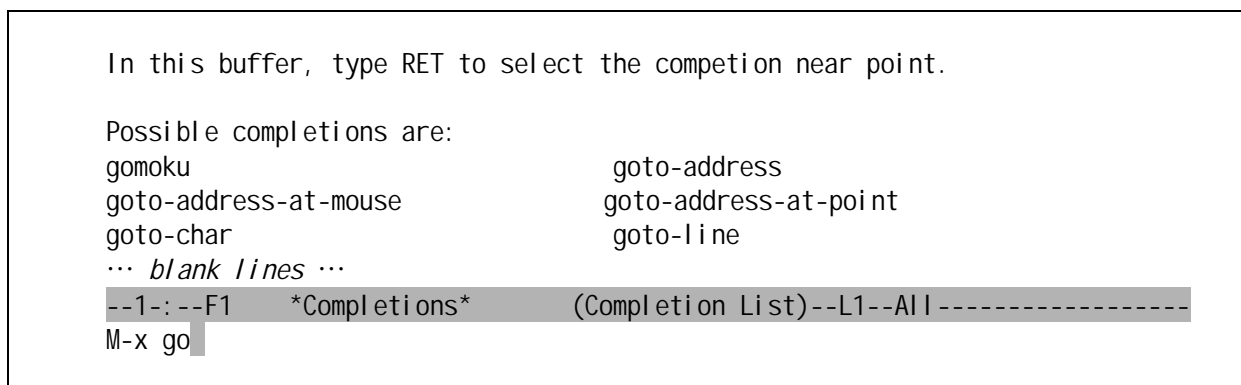 In this buffer, type RET to select the competion near point.
Possible completions are:
gomoku goto-address
goto-address-at-mouse goto-address-at-point
goto-char goto-line
… blank lines …
--1-:--F1 *Completions* (Completion List)--L1--All------------------
M-x go